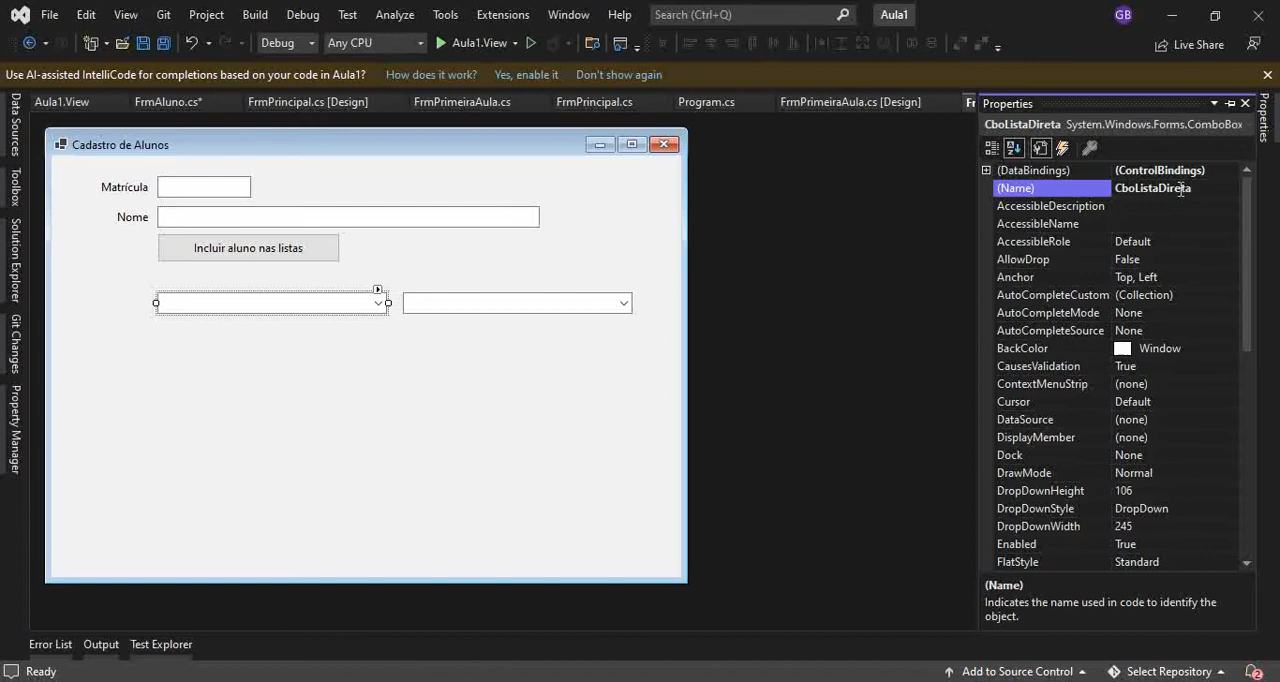 File Edit View Git Project Build Debug Test Analyze Tools Extensions Window Help Search (Ctrl+Q) Aula1 GB
Debug Any CPU Aula1.View Live Share
Use AI-assisted IntelliCode for completions based on your code in Aula1? How does it work? Yes, enable it Don't show again
Aula1.View FrmAluno.cs* FrmPrincipal.cs [Design] FrmPrimeiraAula.cs FrmPrincipal.cs Program.cs FrmPrimeiraAula.cs [Design]
Data Sources
Toolbox
Solution Explorer
Git Changes
Property Manager
Cadastro de Alunos
Matrícula
Nome
Incluir aluno nas listas
Properties
CboListaDireta System.Windows.Forms.ComboBox
(DataBindings) (ControlBindings)
(Name) CboListaDireta
AccessibleDescription
AccessibleName
AccessibleRole Default
AllowDrop False
Anchor Top, Left
AutoCompleteCustom (Collection)
AutoCompleteMode None
AutoCompleteSource None
BackColor Window
CausesValidation True
ContextMenuStrip (none)
Cursor Default
DataSource (none)
DisplayMember (none)
Dock None
DrawMode Normal
DropDownHeight 106
DropDownStyle DropDown
DropDownWidth 245
Enabled True
FlatStyle Standard
(Name)
Indicates the name used in code to identify the
object.
Properties
Error List Output Test Explorer
Ready Add to Source Control Select Repository 2